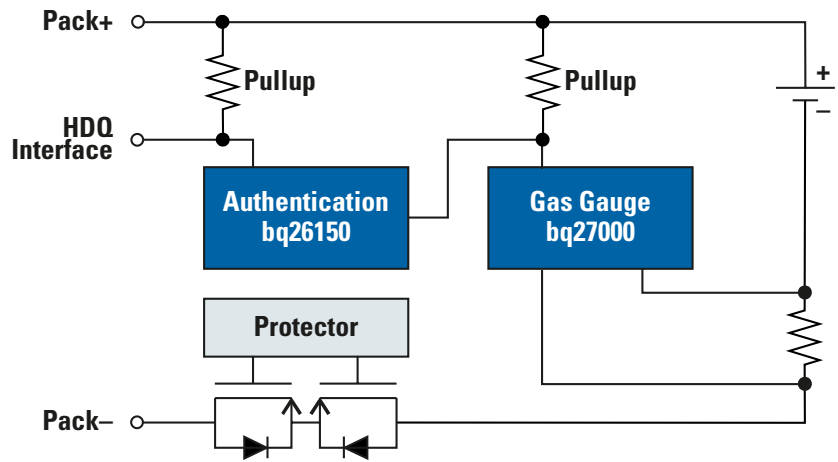 Pack+
Pullup
Pullup
+
–
HDQ
Interface
Authentication
bq26150
Gas Gauge
bq27000
Protector
Pack–